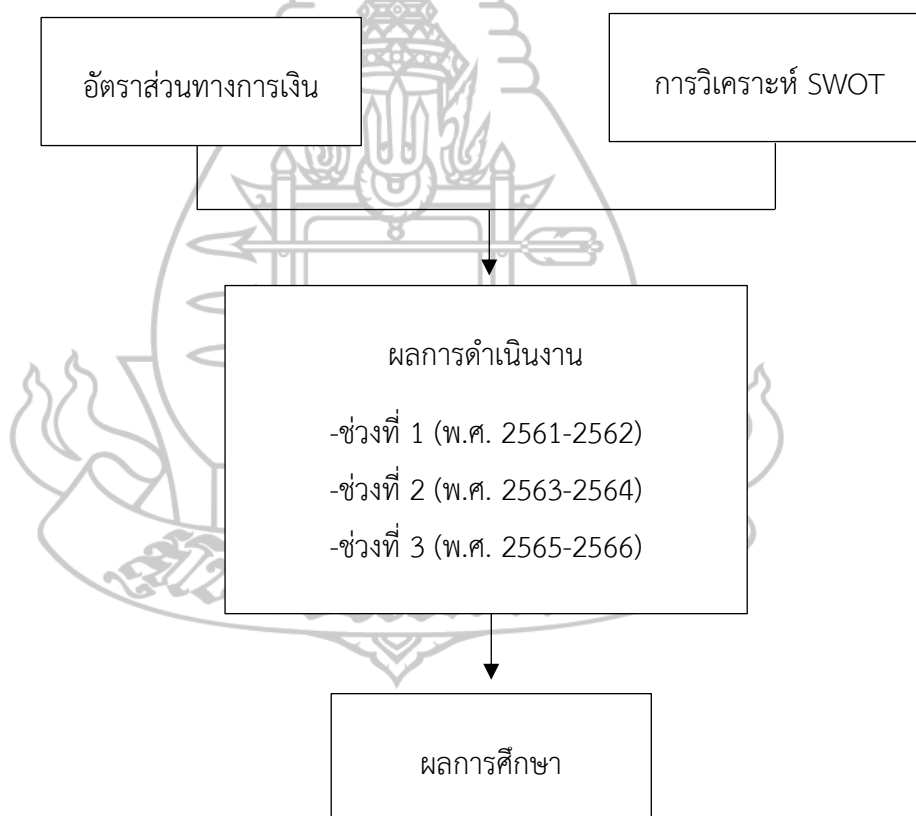 อัตราส่วนทางการเงิน
การวิเคราะห์ SWOT
ผลการดำเนินงาน
-ช่วงที่ 1 (พ.ศ. 2561-2562)
-ช่วงที่ 2 (พ.ศ. 2563-2564)
-ช่วงที่ 3 (พ.ศ. 2565-2566)
ผลการศึกษา